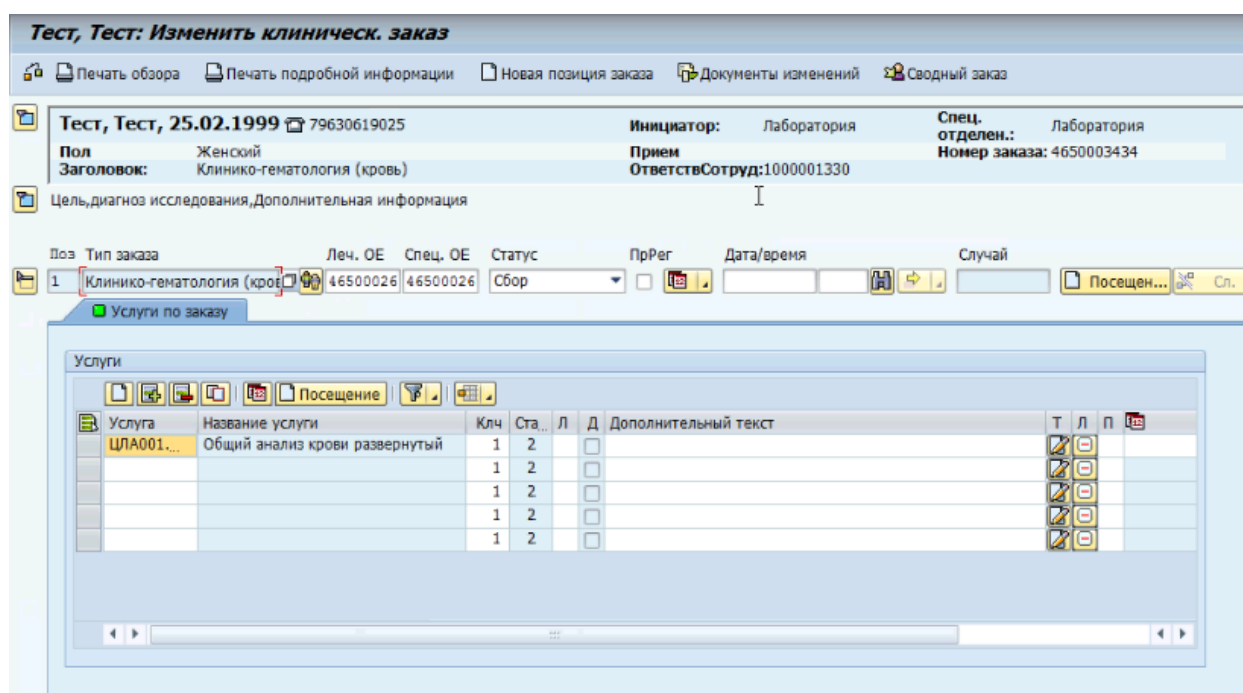 Тест, Тест: Изменить клиническ. заказ
Печать обзора Печать подробной информации Новая позиция заказа Документы изменений Сводный заказ
Тест, Тест, 25.02.1999 79630619025 Инициатор: Лаборатория Спец. отделен.: Лаборатория
Пол Женский Прием Номер заказа: 4650003434
Заголовок: Клинико-гематология (кровь) ОтветствСотруд:1000001330
Цель,диагноз исследования,Дополнительная информация
Поз Тип заказа Леч. ОЕ Спец. ОЕ Статус ПрРег Дата/время Случай
1 Клинико-гематология (кров 46500026 46500026 Сбор Посещен... Сл.
Услуги по заказу
Услуги
Посещение
Услуга Название услуги Клч Ста... Л Д Дополнительный текст Т Л П
ЦЛА001.... Общий анализ крови развернутый 1 2
1 2
1 2
1 2
1 2